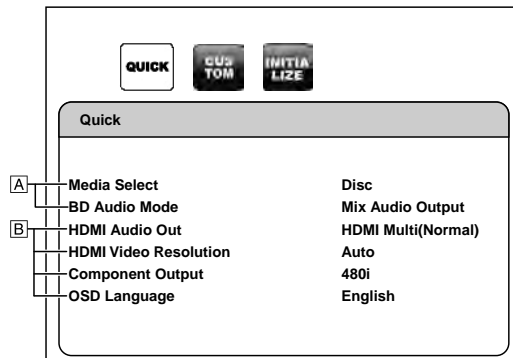 QUICK
CUS
TOM
INITIA
LIZE
Quick
A
Media Select Disc
BD Audio Mode Mix Audio Output
B
HDMI Audio Out HDMI Multi(Normal)
HDMI Video Resolution Auto
Component Output 480i
OSD Language English